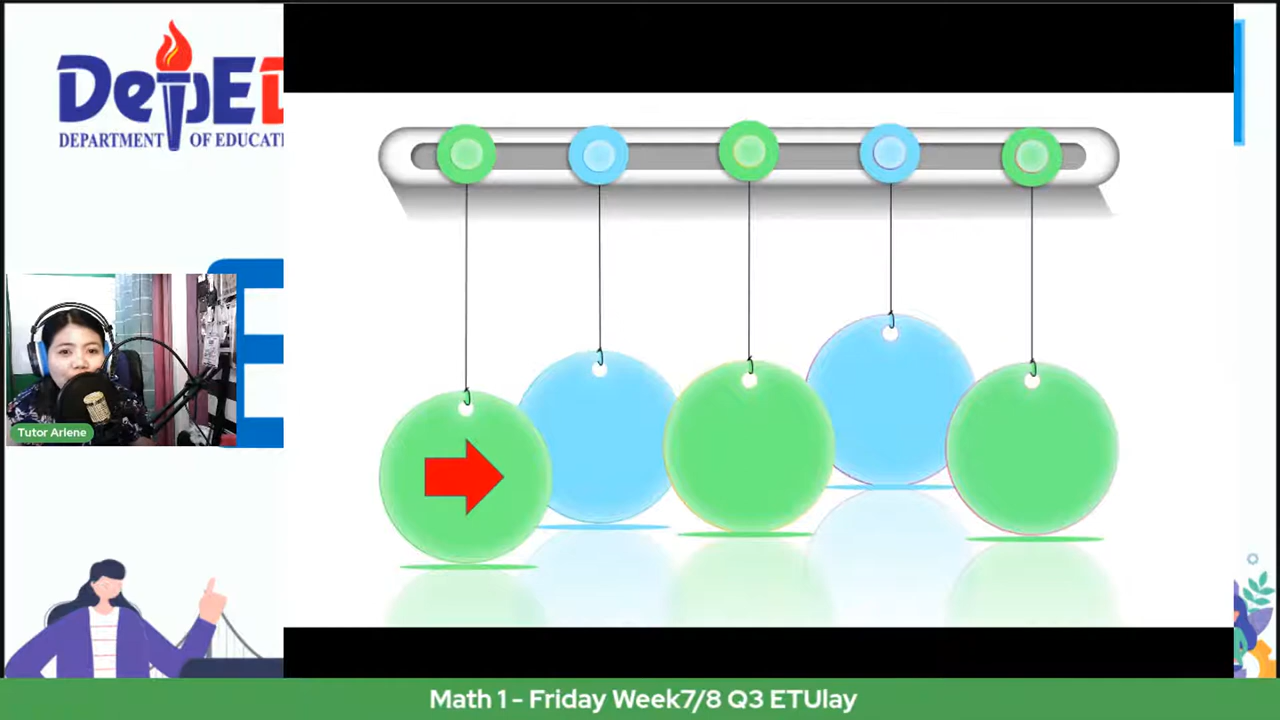 DepED
DEPARTMENT OF EDUCATI
E
Tutor Arlene
Math 1 - Friday Week7/8 Q3 ETUlay